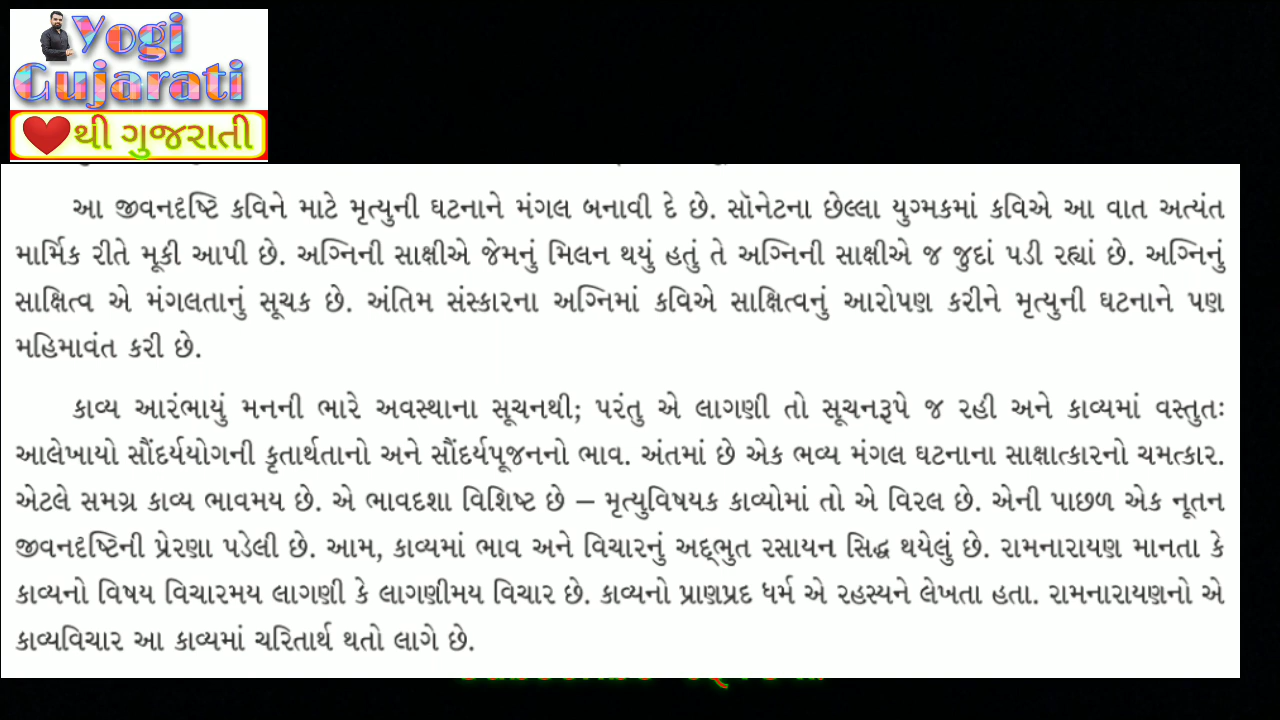 Yogi
Gujarati
થી ગુજરાતી
આ જીવનદૃષ્ટિ કવિને માટે મૃત્યુની ઘટનાને મંગલ બનાવી દે છે. સૉનેટના છેલ્લા યુગ્મકમાં કવિએ આ વાત અત્યંત
માર્મિક રીતે મૂકી આપી છે. અગ્નિની સાક્ષીએ જેમનું મિલન થયું હતું તે અગ્નિની સાક્ષીએ જ જુદાં પડી રહ્યાં છે. અગ્નિનું
સાક્ષિત્વ એ મંગલતાનું સૂચક છે. અંતિમ સંસ્કારના અગ્નિમાં કવિએ સાક્ષિત્વનું આરોપણ કરીને મૃત્યુની ઘટનાને પણ
મહિમાવંત કરી છે.
કાવ્ય આરંભાયું મનની ભારે અવસ્થાના સૂચનથી; પરંતુ એ લાગણી તો સૂચનરૂપે જ રહી અને કાવ્યમાં વસ્તુતઃ
આલેખાયો સૌંદર્યયોગની કૃતાર્થતાનો અને સૌંદર્યપૂજનનો ભાવ. અંતમાં છે એક ભવ્ય મંગલ ઘટનાના સાક્ષાત્કારનો ચમત્કાર.
એટલે સમગ્ર કાવ્ય ભાવમય છે. એ ભાવદશા વિશિષ્ટ છે – મૃત્યુવિષયક કાવ્યોમાં તો એ વિરલ છે. એની પાછળ એક નૂતન
જીવનદૃષ્ટિની પ્રેરણા પડેલી છે. આમ, કાવ્યમાં ભાવ અને વિચારનું અદ્ભુત રસાયન સિદ્ધ થયેલું છે. રામનારાયણ માનતા કે
કાવ્યનો વિષય વિચારમય લાગણી કે લાગણીમય વિચાર છે. કાવ્યનો પ્રાણપ્રદ ધર્મ એ રહસ્યને લેખતા હતા. રામનારાયણનો એ
કાવ્યવિચાર આ કાવ્યમાં ચરિતાર્થ થતો લાગે છે.